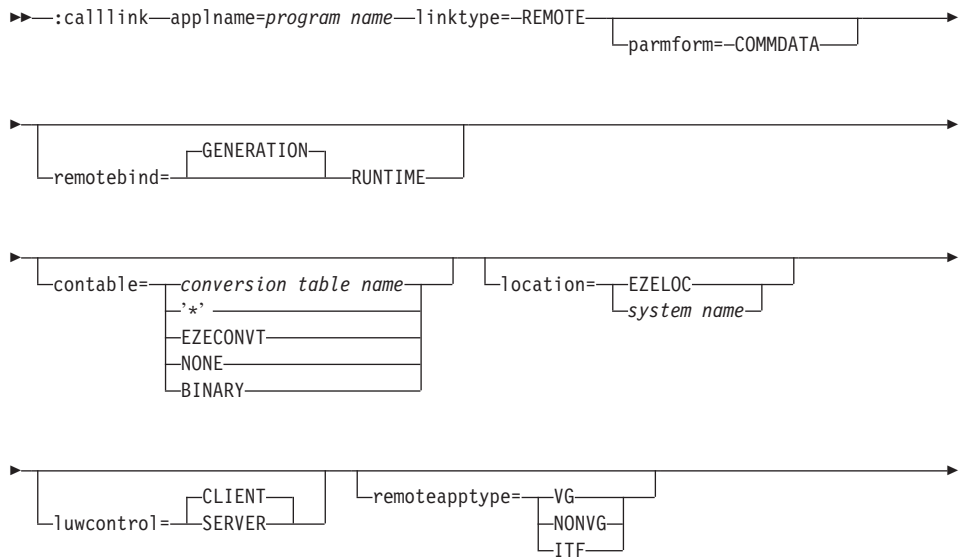 :calllink applname=program name linktype= REMOTE
parmform= COMMDATA
GENERATION
remotebind= RUNTIME
contable= conversion table name location= EZELOC
'*' system name
EZECONVT
NONE
BINARY
CLIENT remoteapptype= VG
luwcontrol= SERVER NONVG
ITF